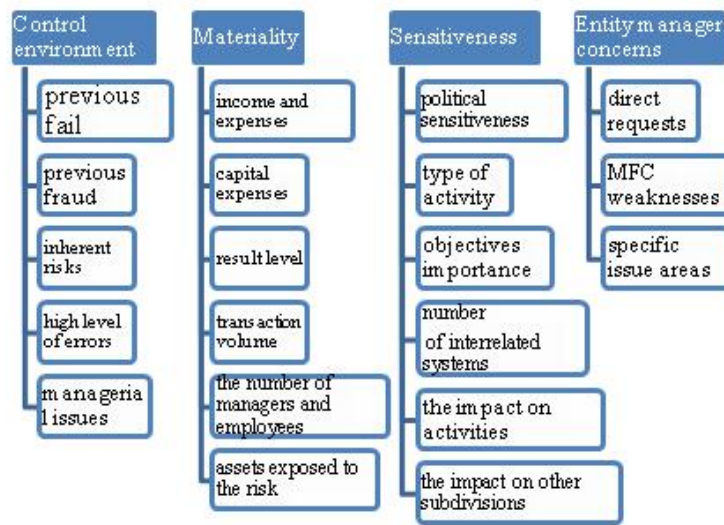 Control
environment
previous
fail
previous
fraud
inherent
risks
high level
of errors
manageria
l issues
Materiality
income and
expenses
capital
expenses
result level
transaction
volume
the number of
managers and
employees
assets exposed to
the risk
Sensitiveness
political
sensitiveness
type of
activity
objectives
importance
number
of interrelated
systems
the impact on
activities
the impact on other
subdivisions
Entity manager
concerns
direct
requests
MFC
weaknesses
specific
issue areas